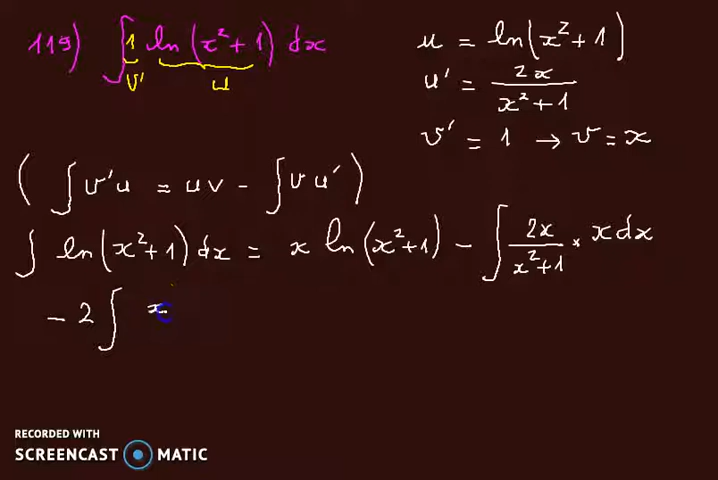 119) ∫ 1 ln(x²+1) dx
v' u
u = ln(x²+1)
u' = 2x/(x²+1)
v' = 1 → v = x
( ∫ v'u = uv - ∫ v u' )
∫ ln(x²+1) dx = x ln(x²+1) - ∫ 2x/(x²+1) * x dx
- 2 ∫ x
RECORDED WITH
SCREENCAST MATIC